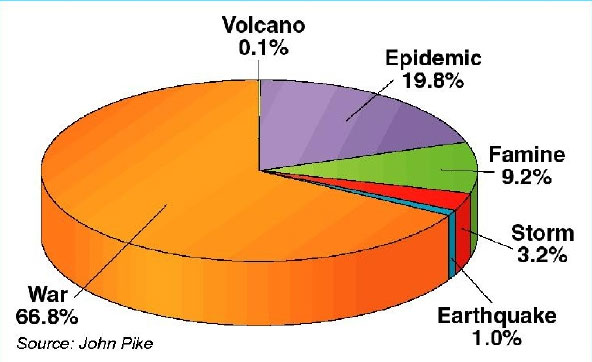 Volcano
0.1%
Epidemic
19.8%
Famine
9.2%
Storm
3.2%
Earthquake
1.0%
War
66.8%
Source: John Pike